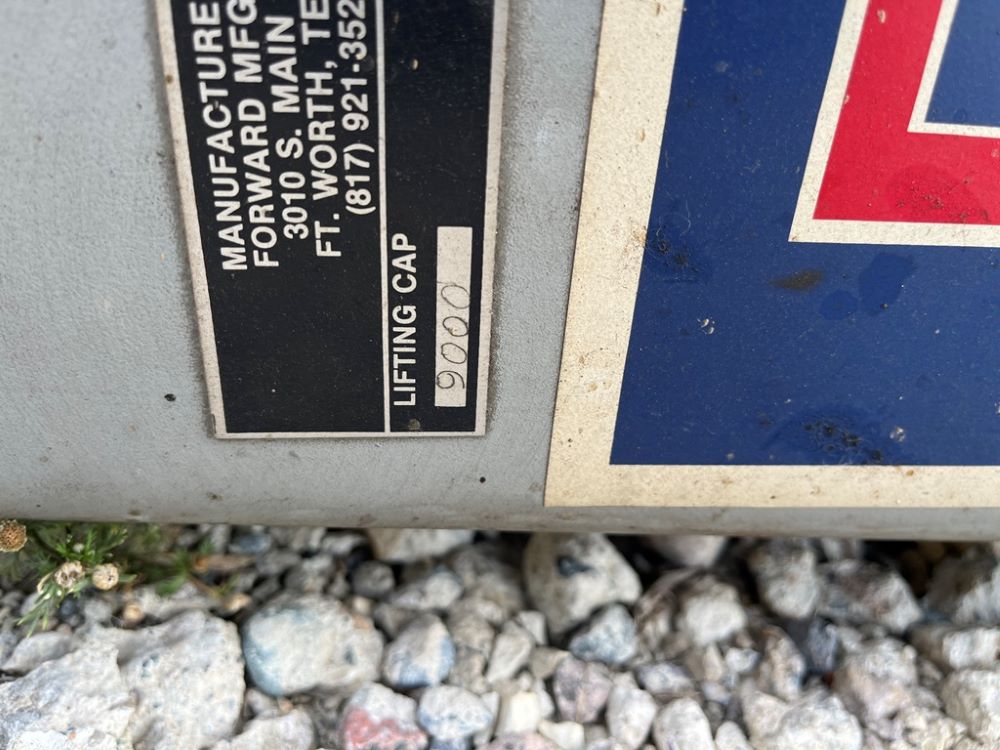 MANUFACTURE
FORWARD MFG
3010 S. MAIN
FT. WORTH, TE
(817) 921-352
LIFTING CAP
9000